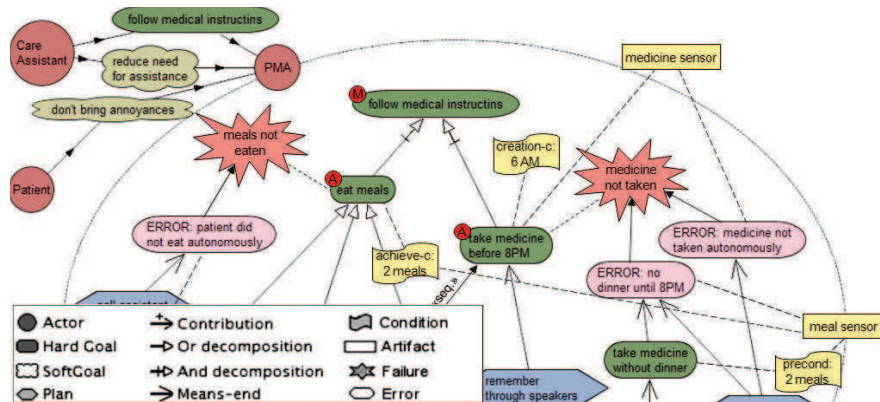 follow medical instructins
Care
Assistant
reduce need
for assistance
PMA
don't bring annoyances
Patient
meals not
eaten
M
follow medical instructins
medicine sensor
creation-c:
6 AM
medicine
not taken
A
eat meals
ERROR: patient did
not eat autonomously
A
take medicine
before 8PM
achieve-c:
2 meals
ERROR: medicine not
taken autonomously
ERROR: no
dinner until 8PM
meal sensor
«seq.»
take medicine
without dinner
precond:
2 meals
remember
through speakers
Actor
Hard Goal
SoftGoal
Plan
Contribution
Or decomposition
And decomposition
Means-end
Condition
Artifact
Failure
Error